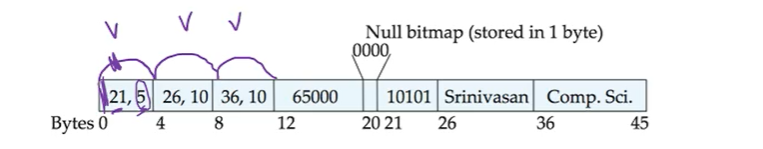 V V V
Null bitmap (stored in 1 byte)
0000
21, 5 26, 10 36, 10 65000 10101 Srinivasan Comp. Sci.
Bytes 0 4 8 12 20 21 26 36 45